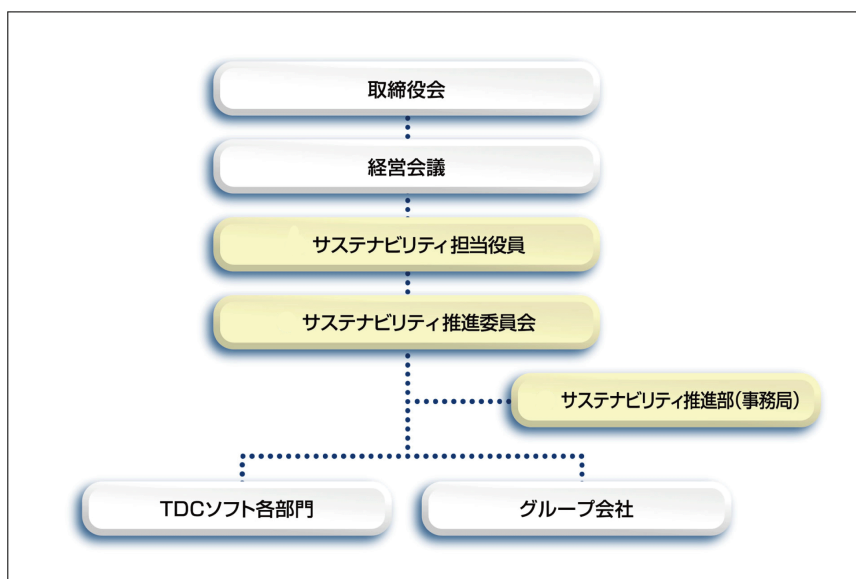 取締役会
経営会議
サステナビリティ担当役員
サステナビリティ推進委員会
サステナビリティ推進部(事務局)
TDCソフト各部門
グループ会社